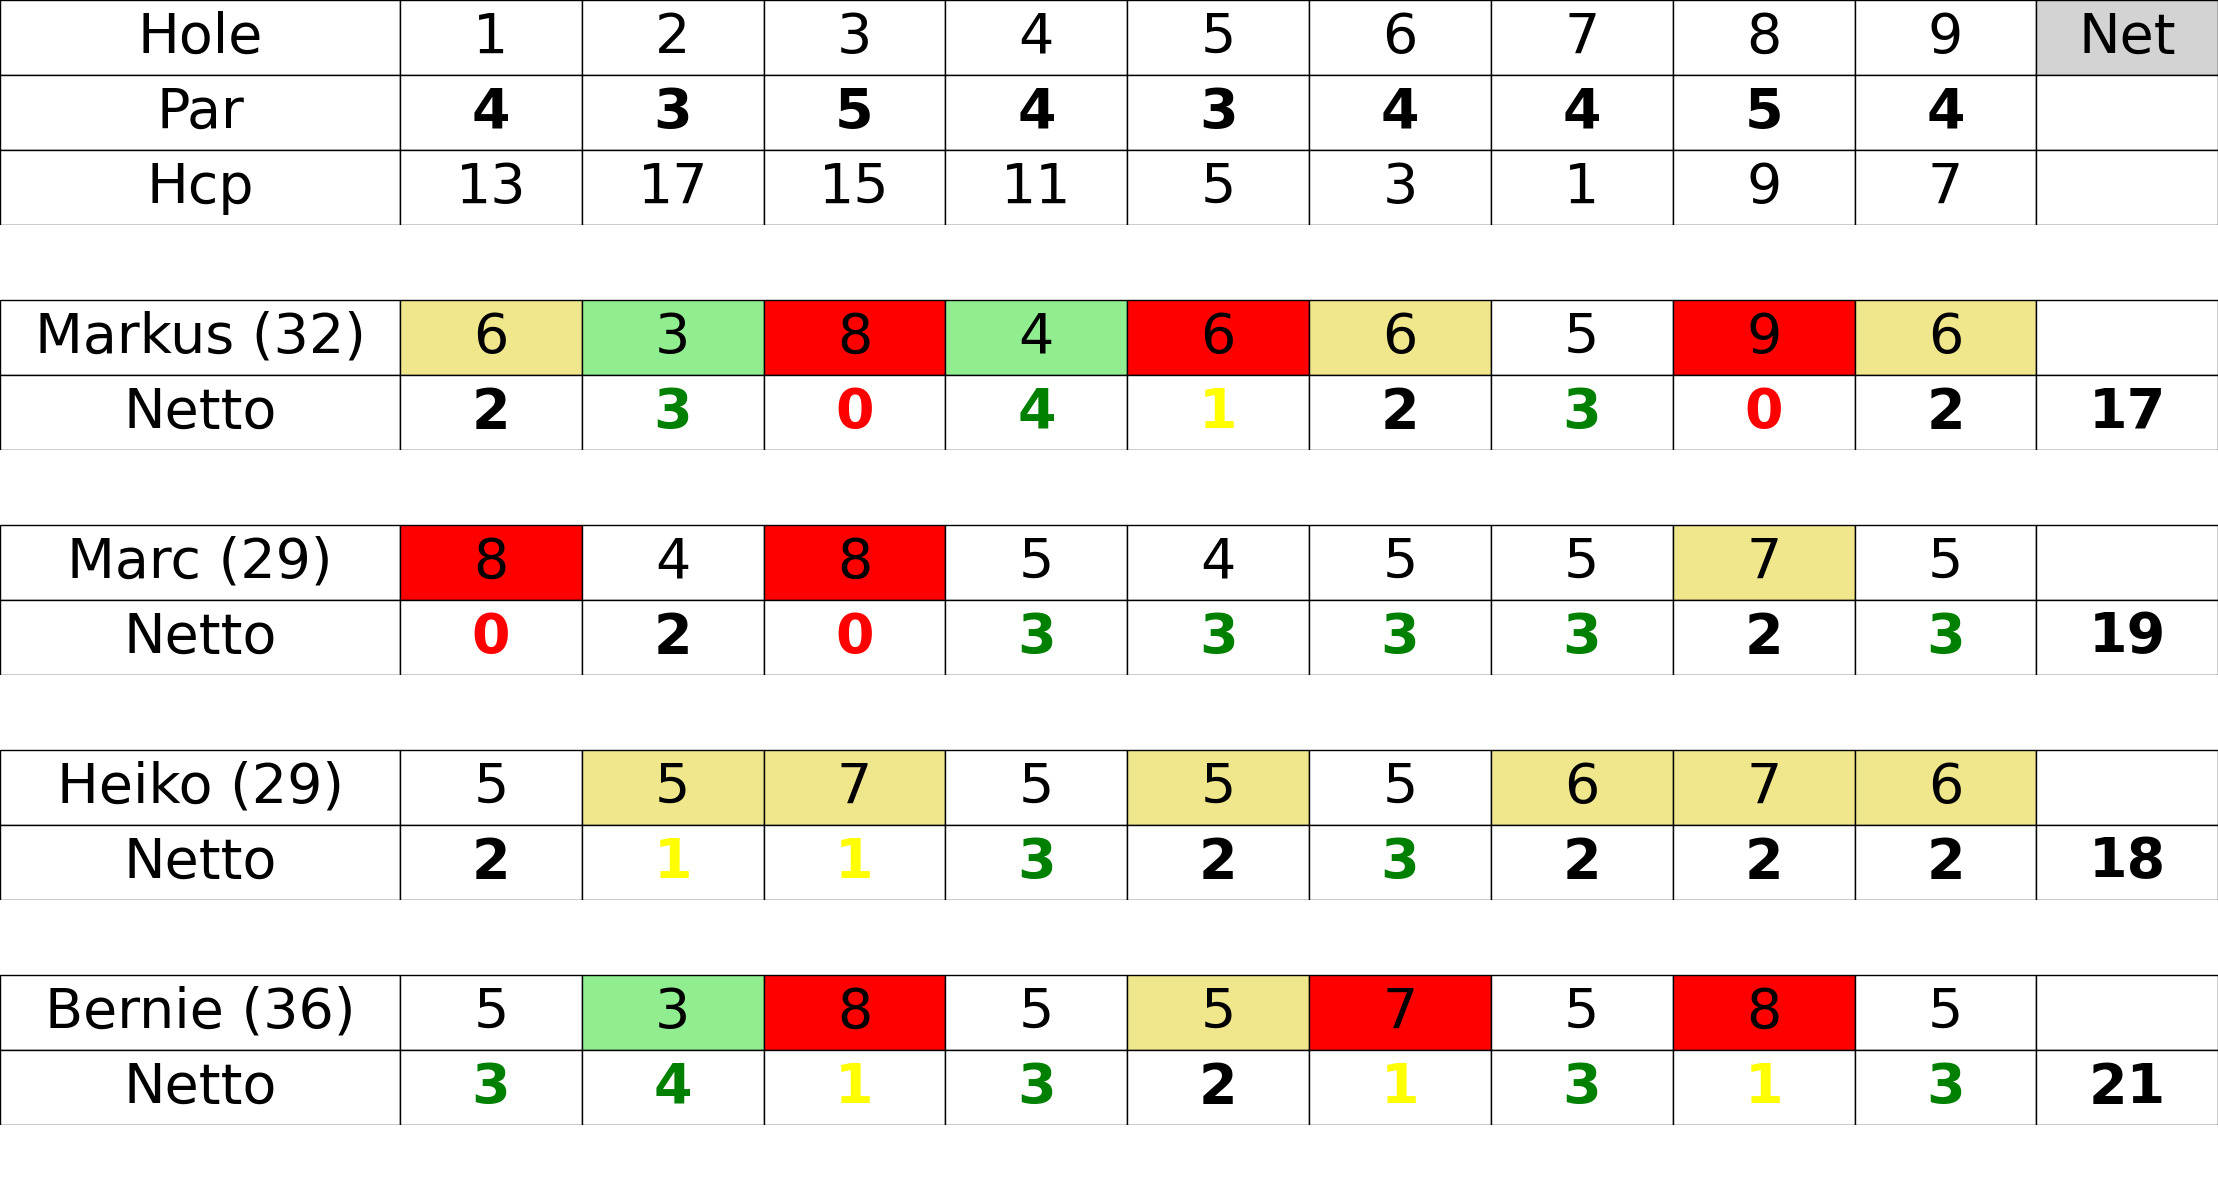 Hole 1 2 3 4 5 6 7 8 9 Net
Par 4 3 5 4 3 4 4 5 4
Hcp 13 17 15 11 5 3 1 9 7
Markus (32) 6 3 8 4 6 6 5 9 6
Netto 2 3 0 4 1 2 3 0 2 17
Marc (29) 8 4 8 5 4 5 5 7 5
Netto 0 2 0 3 3 3 3 2 3 19
Heiko (29) 5 5 7 5 5 5 6 7 6
Netto 2 1 1 3 2 3 2 2 2 18
Bernie (36) 5 3 8 5 5 7 5 8 5
Netto 3 4 1 3 2 1 3 1 3 21